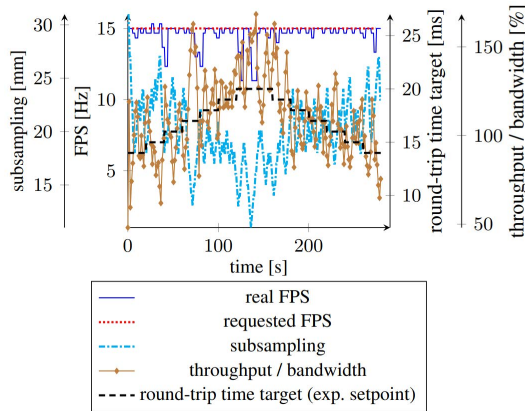 30
25
20
15
subsampling [mm]
15
10
5
FPS [Hz]
0
100
200
time [s]
25
20
15
10
round-trip time target [ms]
150
100
50
throughput / bandwidth [%]
real FPS
requested FPS
subsampling
throughput / bandwidth
round-trip time target (exp. setpoint)